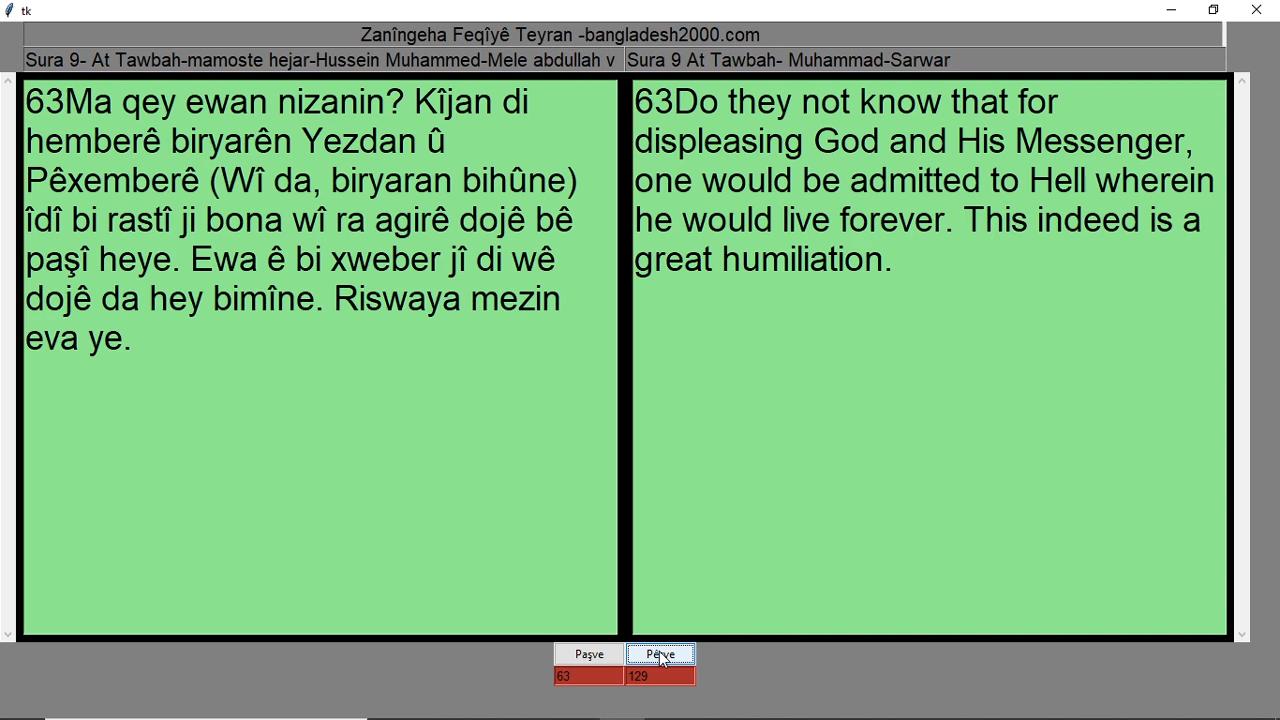 tk
Zanîngeha Feqîyê Teyran -bangladesh2000.com
Sura 9- At Tawbah-mamoste hejar-Hussein Muhammed-Mele abdullah v
Sura 9 At Tawbah- Muhammad-Sarwar
63Ma qey ewan nizanin? Kîjan di
hemberê biryarên Yezdan û
Pêxemberê (Wî da, biryaran bihûne)
îdî bi rastî ji bona wî ra agirê dojê bê
paşî heye. Ewa ê bi xweber jî di wê
dojê da hey bimîne. Riswaya mezin
eva ye.
63Do they not know that for
displeasing God and His Messenger,
one would be admitted to Hell wherein
he would live forever. This indeed is a
great humiliation.
Paşve
63
129